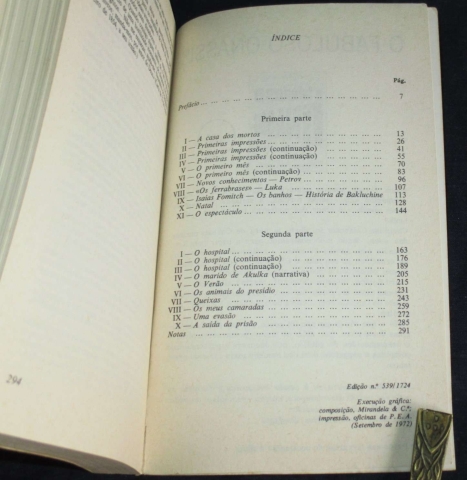 ÍNDICE
Pág.
Prefácio ... 7
Primeira parte
I — A casa dos mortos ... 13
II — Primeiras impressões ... 26
III — Primeiras impressões (continuação) ... 41
IV — Primeiras impressões (continuação) ... 55
V — O primeiro mês ... 70
VI — O primeiro mês (continuação) ... 83
VII — Novos conhecimentos — Petrov ... 96
VIII — «Os ferrabrases» — Luka ... 107
IX — Isaías Fomitch — Os banhos — História de Bakluchine 113
X — Natal ... 128
XI — O espectáculo ... 144
Segunda parte
I — O hospital ... 163
II — O hospital (continuação) ... 176
III — O hospital (continuação) ... 189
IV — O marido de Akulka (narrativa) ... 205
V — O Verão ... 215
VI — Os animais do presídio ... 231
VII — Queixas ... 243
VIII — Os meus camaradas ... 259
IX — Uma evasão ... 272
X — A saída da prisão ... 285
Notas ... 291
294
Edição n.º 539/1724
Execução gráfica:
composição, Mirandela & C.ª;
impressão, oficinas de P. E. A.
(Setembro de 1972)